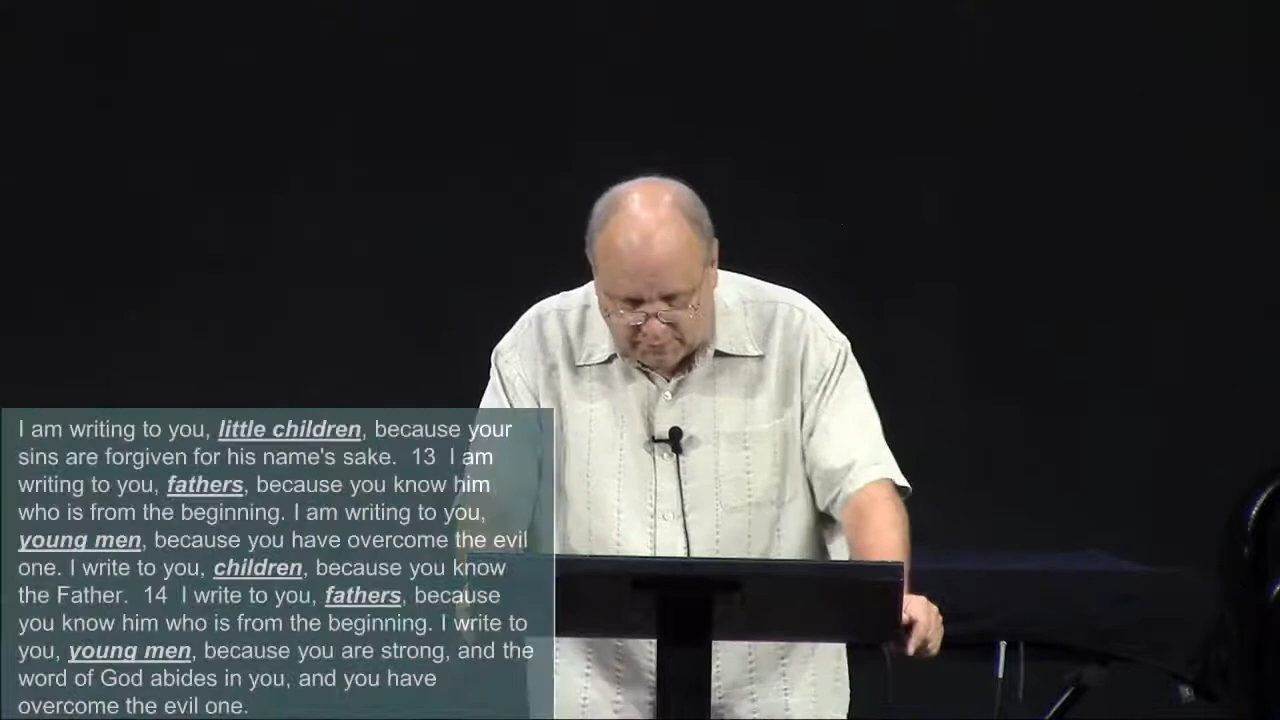 I am writing to you, little children, because your
sins are forgiven for his name's sake.  13  I am
writing to you, fathers, because you know him
who is from the beginning. I am writing to you,
young men, because you have overcome the evil
one. I write to you, children, because you know
the Father.  14  I write to you, fathers, because
you know him who is from the beginning. I write to
you, young men, because you are strong, and the
word of God abides in you, and you have
overcome the evil one.